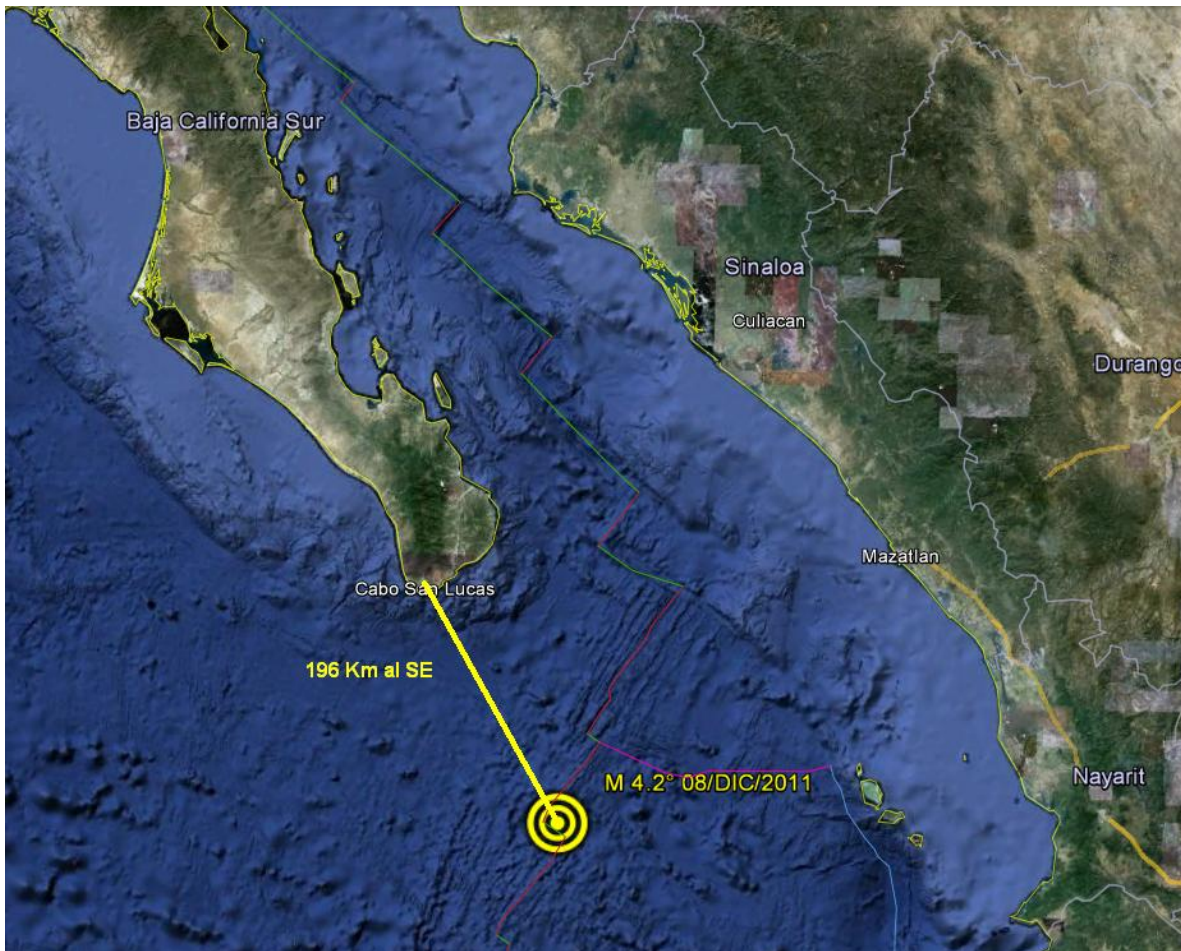 Baja California Sur
Sinaloa
Culiacan
Durango
Mazatlan
Cabo San Lucas
196 Km al SE
M 4.2° 08/DIC/2011
Nayarit